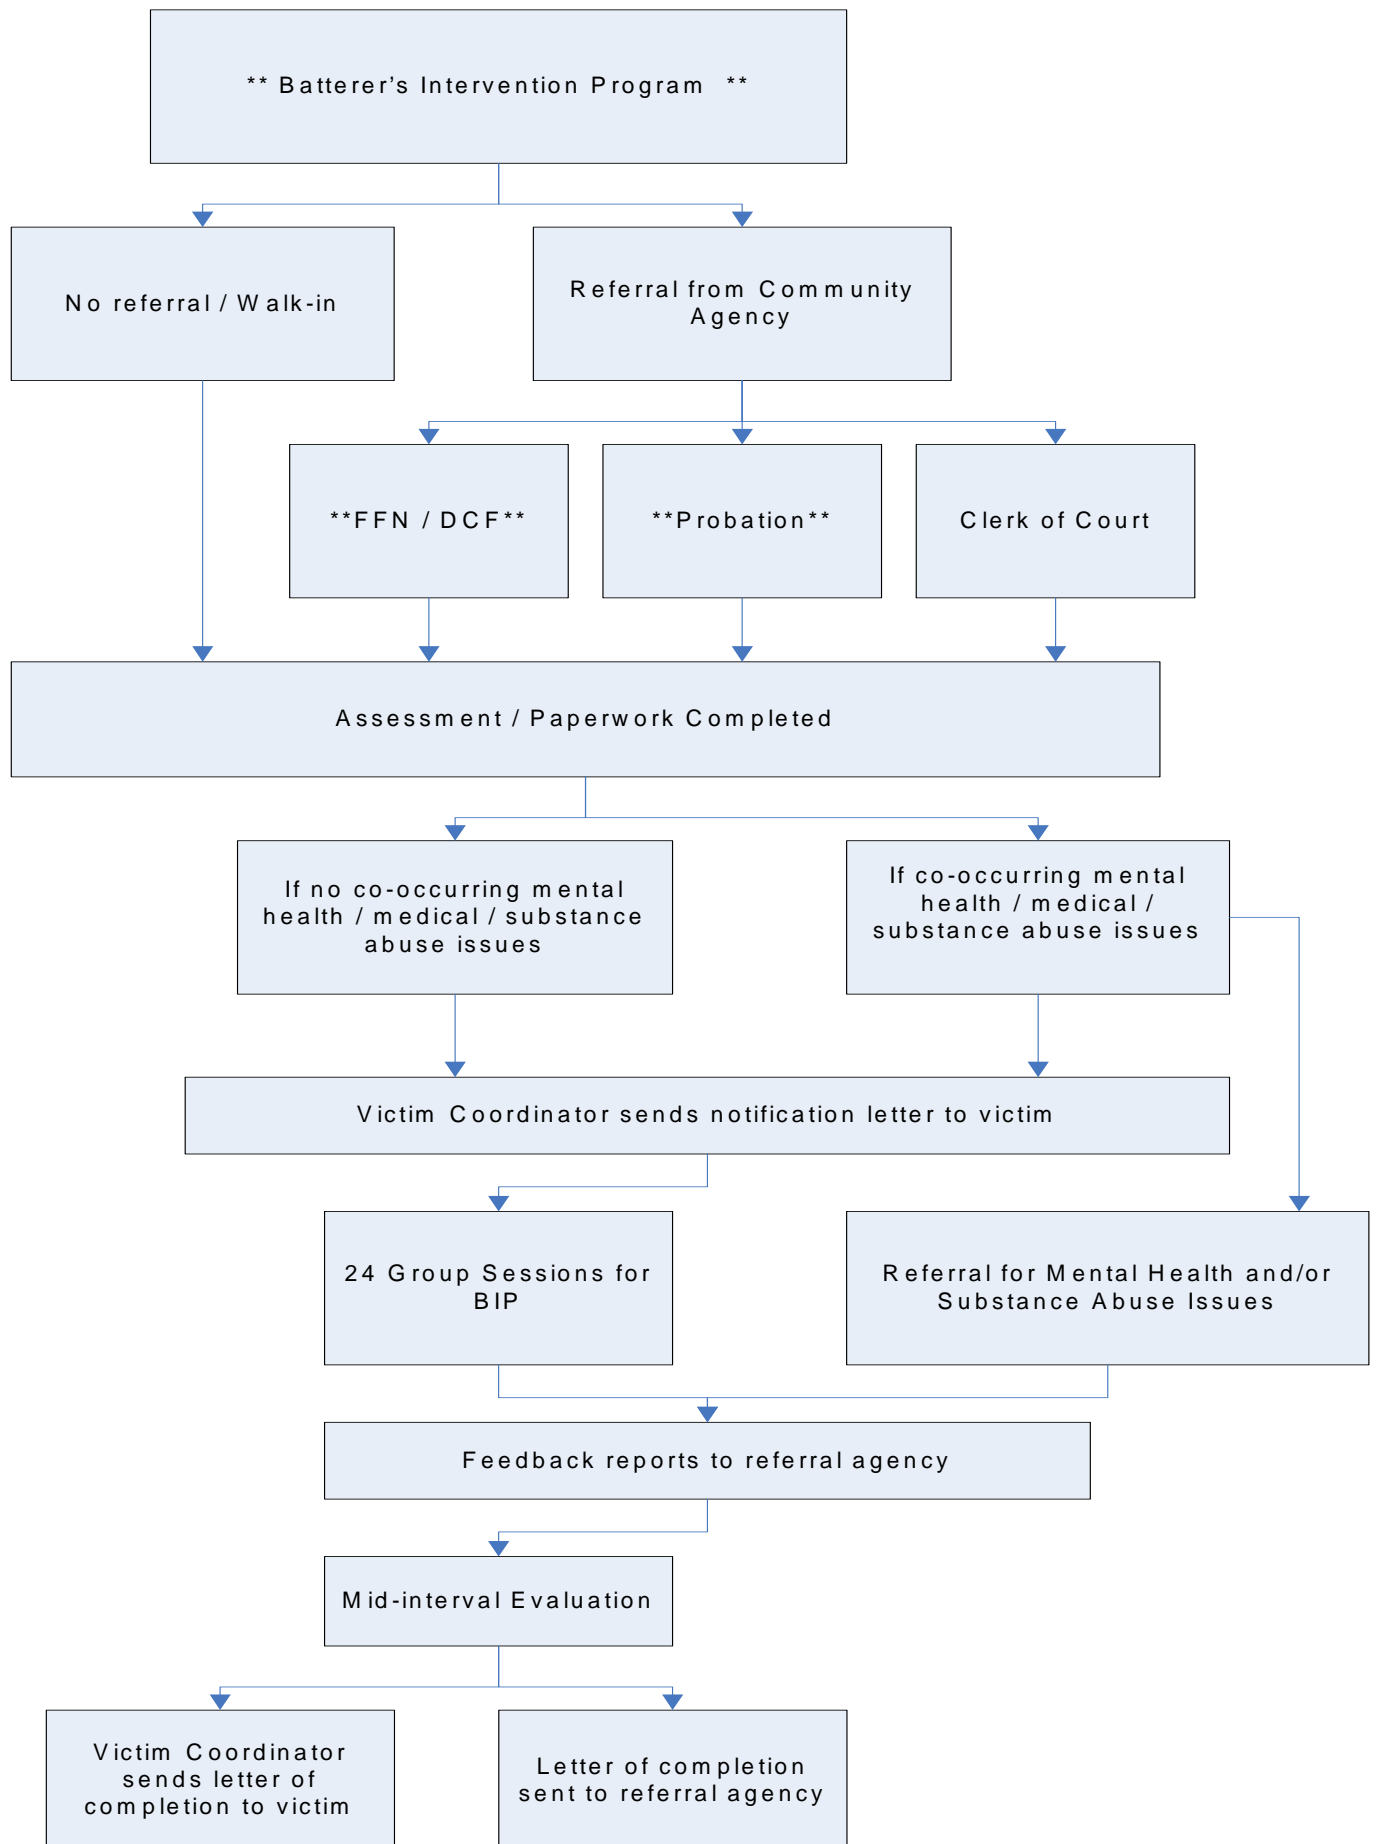 ** Batterer's Intervention Program **
No referral / Walk-in
Referral from Community
Agency
**FFN / DCF**
**Probation**
Clerk of Court
Assessment / Paperwork Completed
If no co-occurring mental
health / medical / substance
abuse issues
If co-occurring mental
health / medical /
substance abuse issues
Victim Coordinator sends notification letter to victim
24 Group Sessions for
BIP
Referral for Mental Health and/or
Substance Abuse Issues
Feedback reports to referral agency
Mid-interval Evaluation
Victim Coordinator
sends letter of
completion to victim
Letter of completion
sent to referral agency